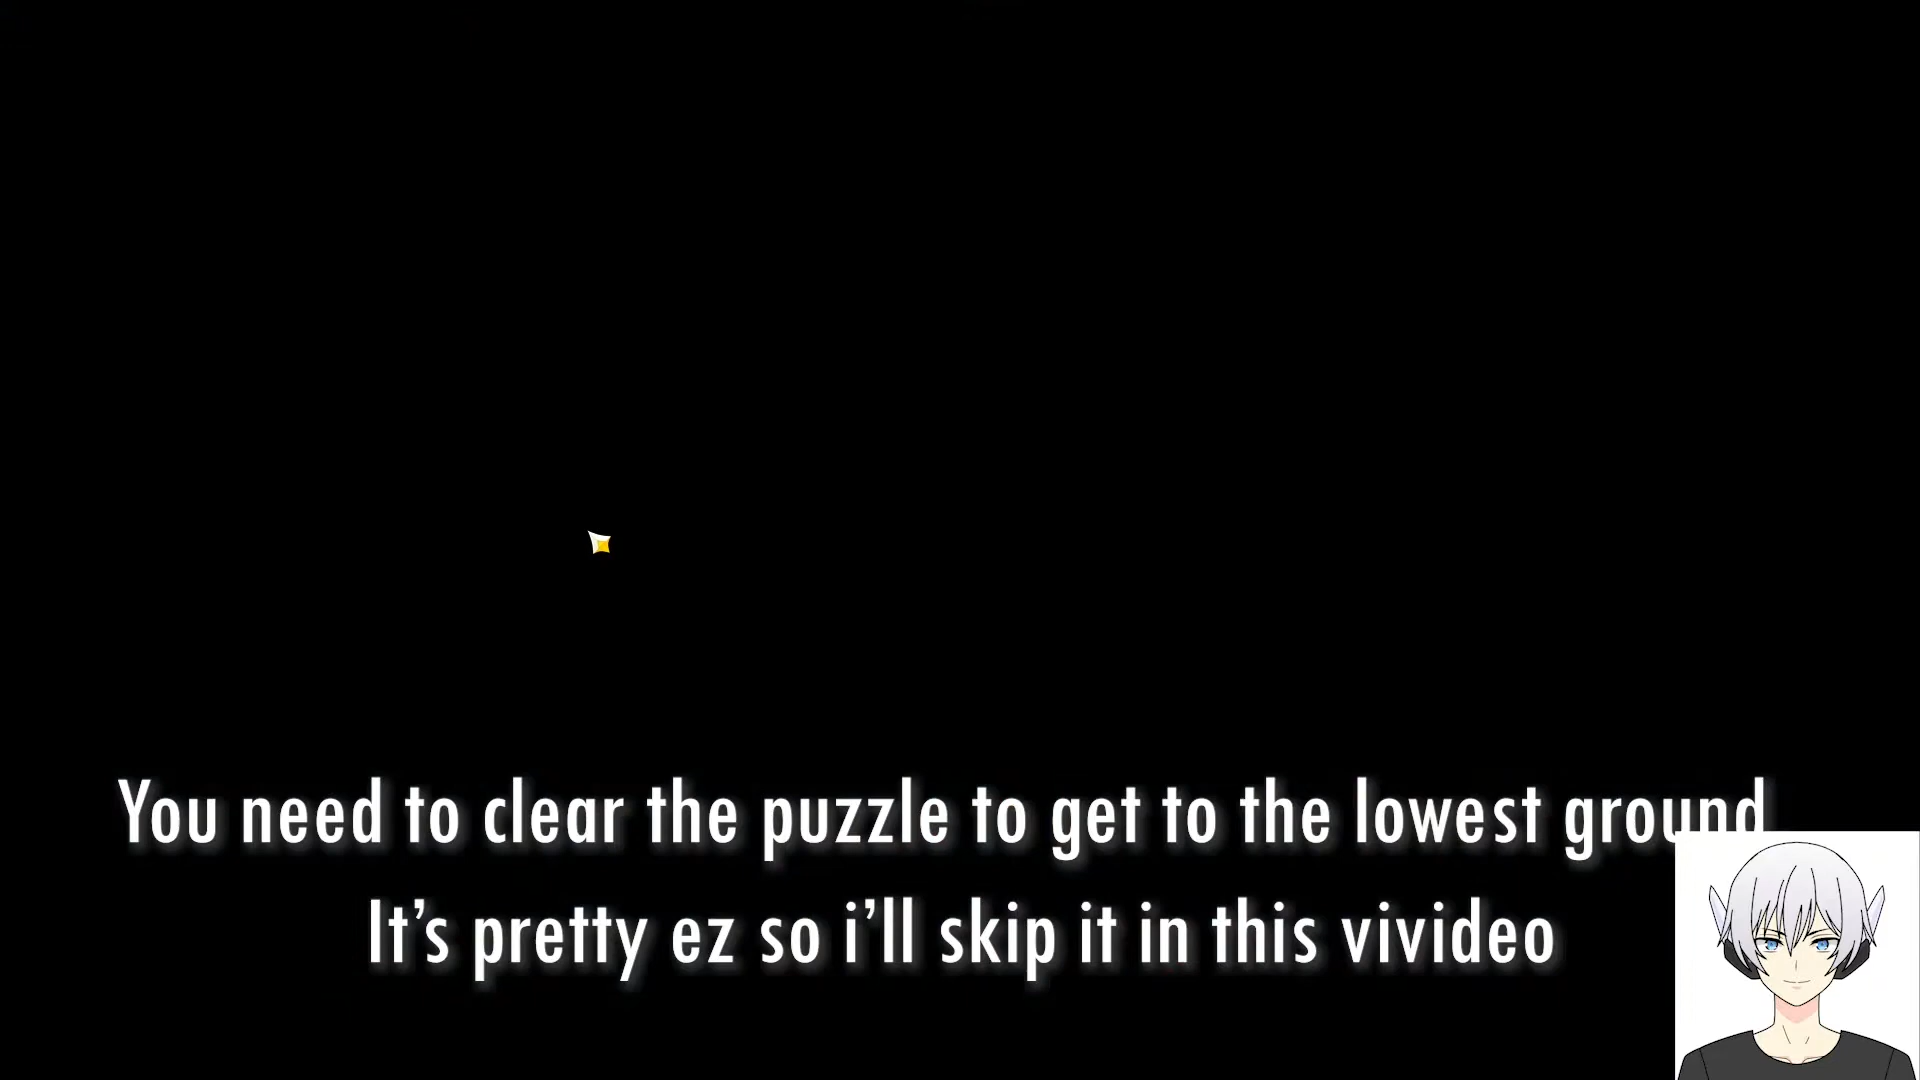 You need to clear the puzzle to get to the lowest ground
It’s pretty ez so i’ll skip it in this vivideo